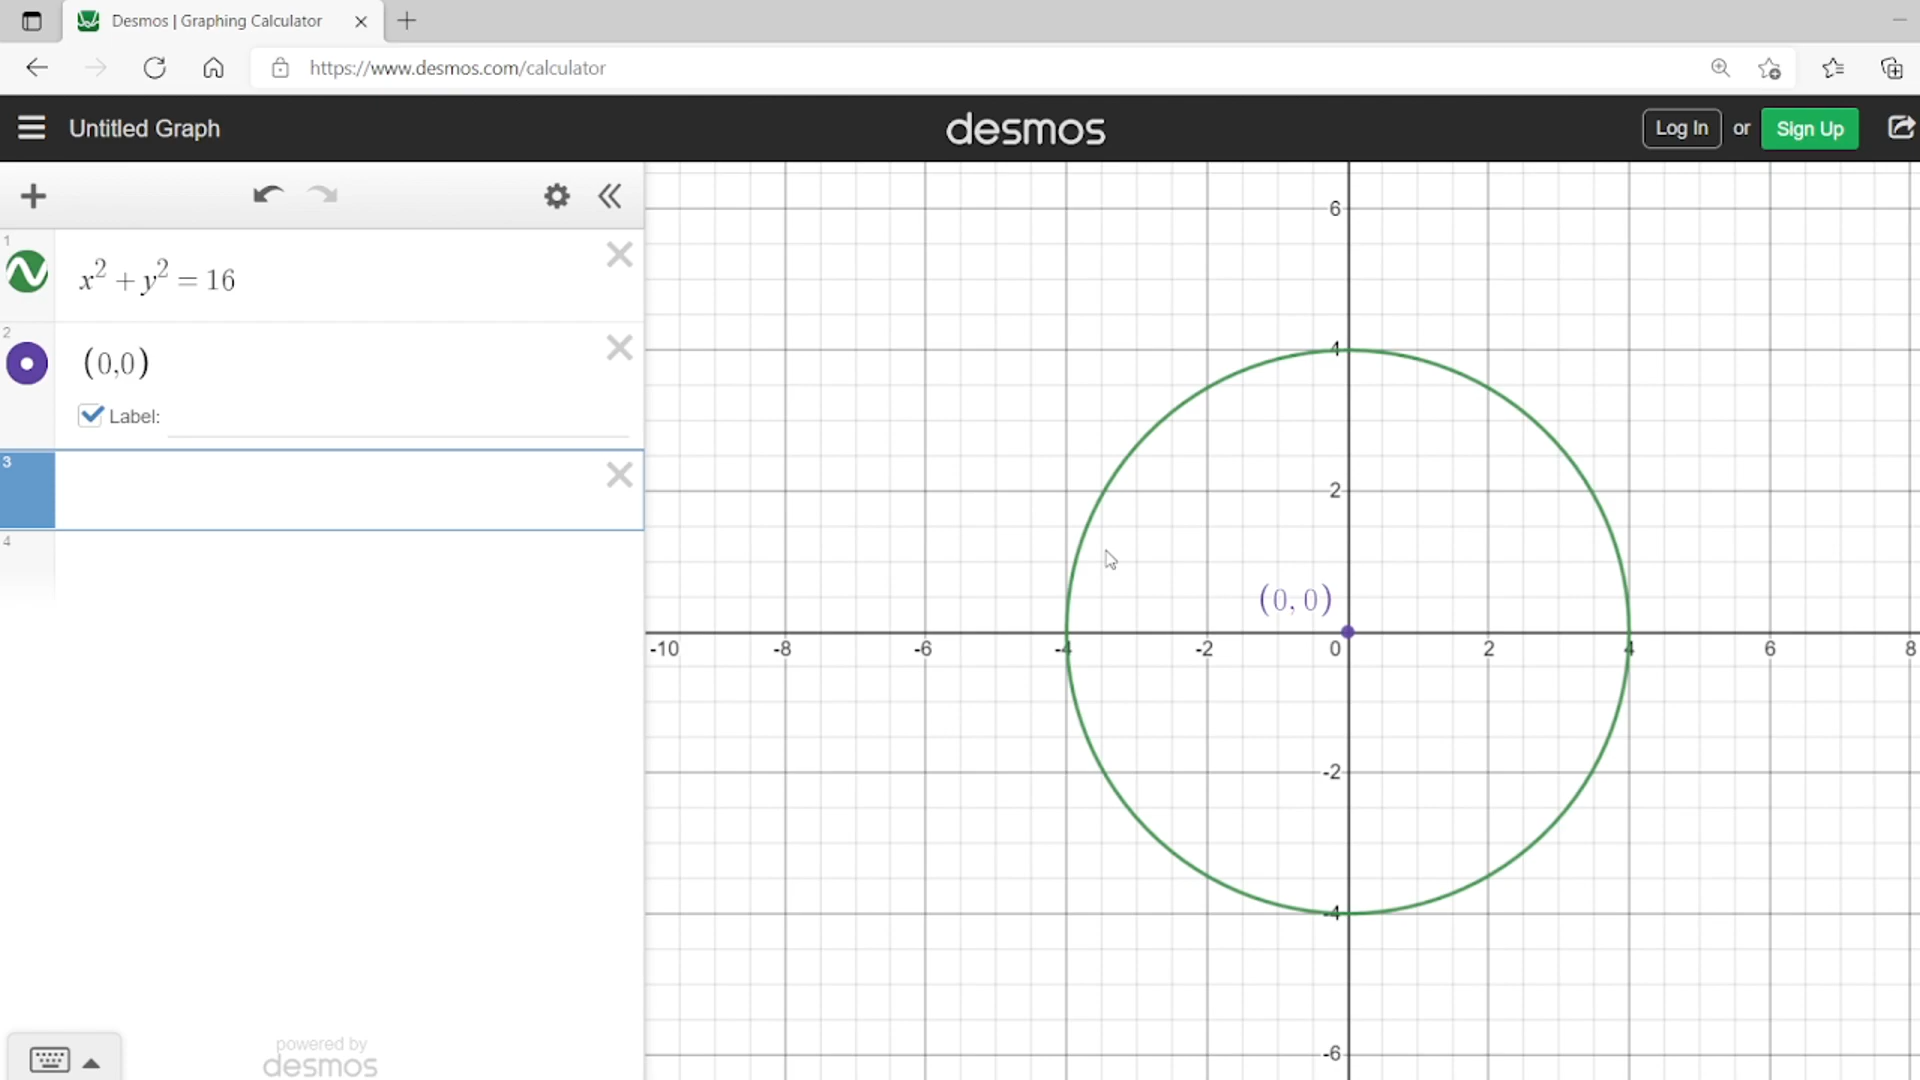 Desmos | Graphing Calculator
https://www.desmos.com/calculator
Untitled Graph
desmos
Log In or Sign Up
1
x² + y² = 16
2
(0,0)
Label:
3
4
powered by
desmos
6
4
2
(0, 0)
-10 -8 -6 -4 -2 0 2 4 6 8
-2
-4
-6